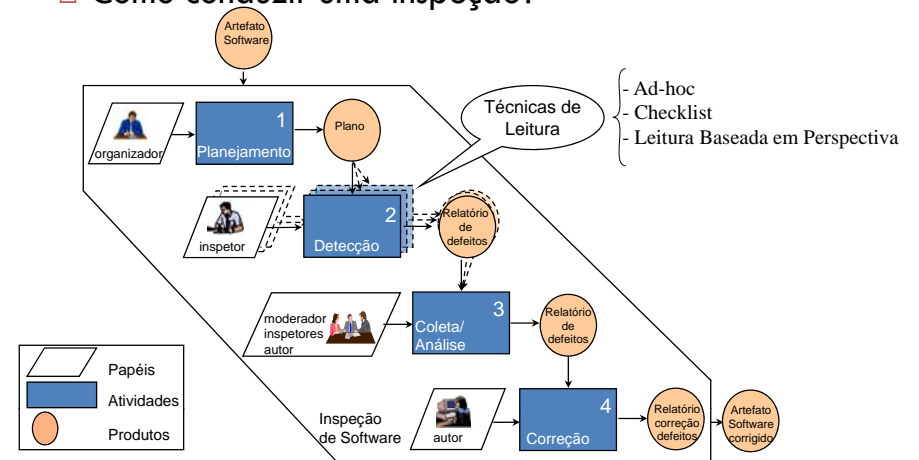 Como conduzir uma inspeção?
Artefato
Software
Técnicas de
Leitura
- Ad-hoc
- Checklist
- Leitura Baseada em Perspectiva
organizador
1
Planejamento
Plano
inspetor
2
Detecção
Relatório
de
defeitos
moderador
inspetores
autor
3
Coleta/
Análise
Relatório
de
defeitos
Papéis
Atividades
Produtos
Inspeção
de Software
autor
4
Correção
Relatório
correção
defeitos
Artefato
Software
corrigido